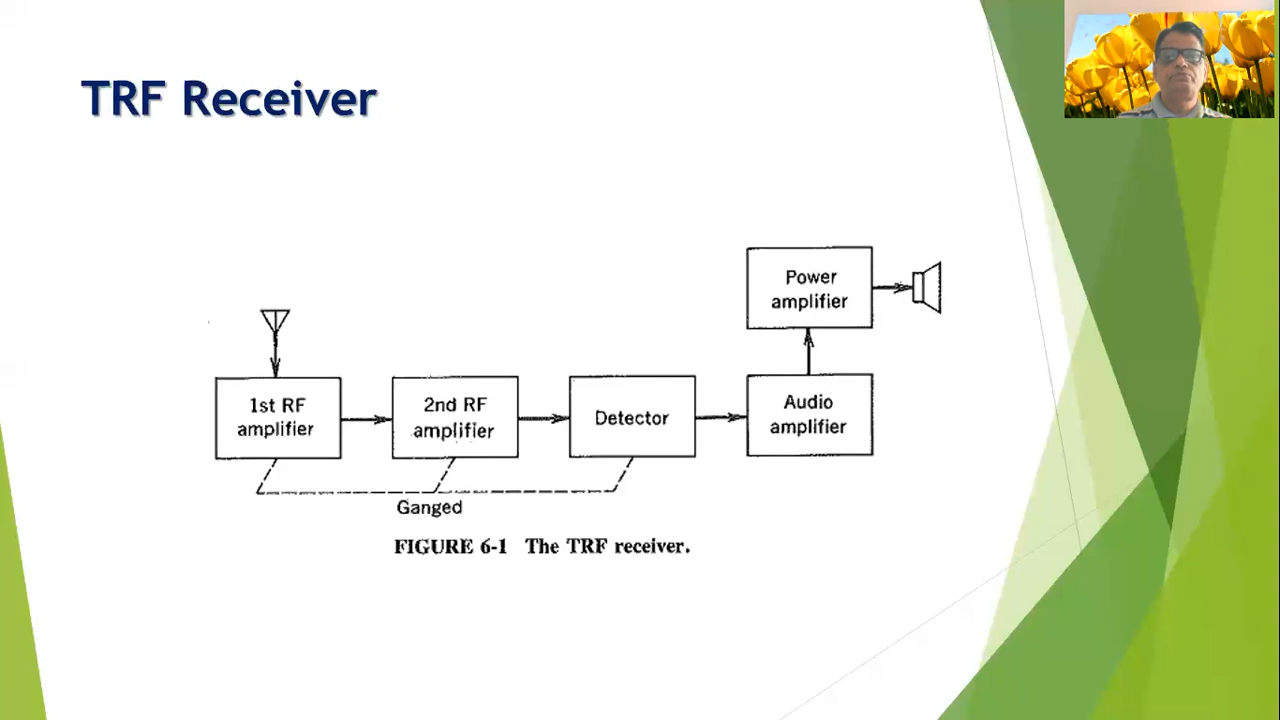 TRF Receiver
Power
amplifier
1st RF
amplifier
2nd RF
amplifier
Detector
Audio
amplifier
Ganged
FIGURE 6-1 The TRF receiver.